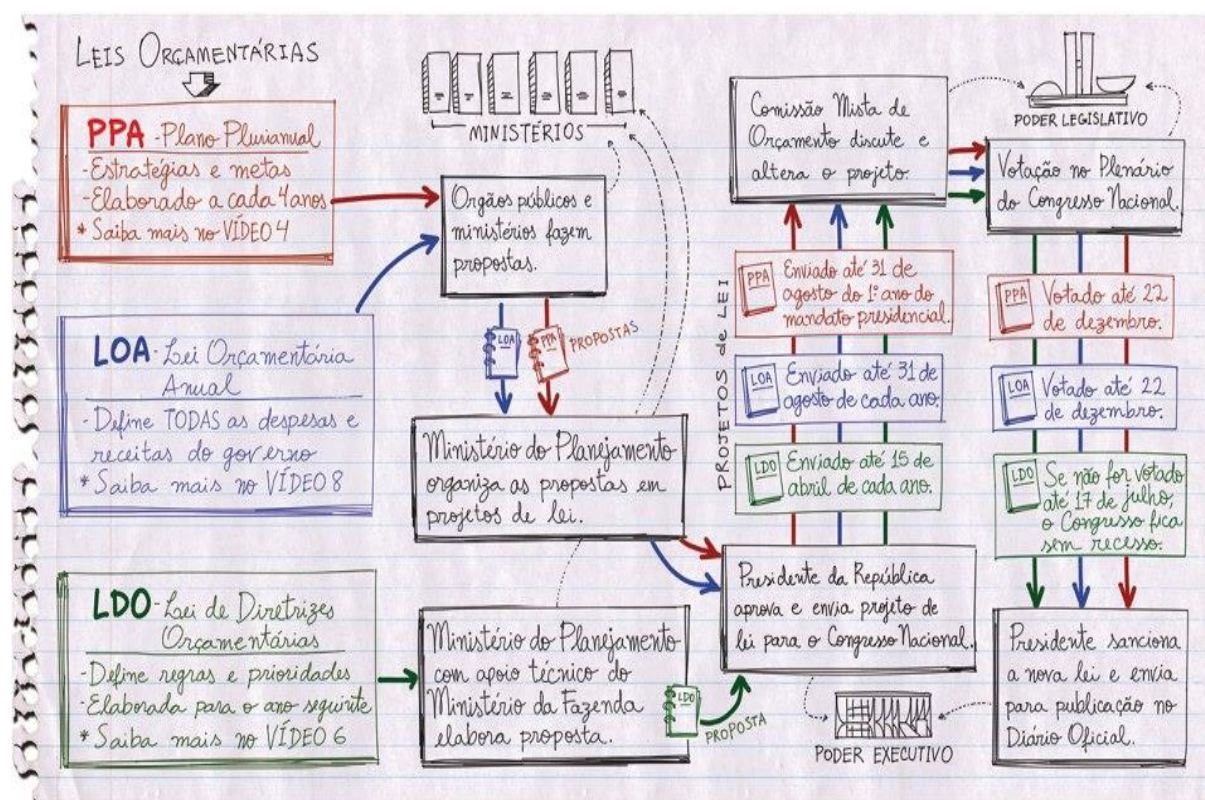 LEIS ORÇAMENTÁRIAS
PPA - Plano Plurianual
- Estratégias e metas
- Elaborado a cada 4 anos
* Saiba mais no VÍDEO 4
LOA - Lei Orçamentária
Anual
- Define TODAS as despesas e
receitas do governo
* Saiba mais no VÍDEO 8
LDO - Lei de Diretrizes
Orçamentárias
- Define regras e prioridades
- Elaborada para o ano seguinte
* Saiba mais no VÍDEO 6
MINISTÉRIOS
Orgãos públicos e
ministérios fazem
propostas.
LOA
PPA
PROPOSTAS
Ministério do Planejamento
organiza as propostas em
projetos de lei.
Ministério do Planejamento
com apoio técnico do
Ministério da Fazenda
elabora proposta.
LDO
PROPOSTA
Presidente da República
aprova e envia projeto de
lei para o Congresso Nacional.
PODER EXECUTIVO
PROJETOS de LEI
PPA
Enviado até 31 de
agosto do 1º ano do
mandato presidencial.
LOA
Enviado até 31 de
agosto de cada ano.
LDO
Enviado até 15 de
abril de cada ano.
Comissão Mista de
Orçamento discute e
altera o projeto.
PODER LEGISLATIVO
Votação no Plenário
do Congresso Nacional.
PPA
Votado até 22
de dezembro.
LOA
Votado até 22
de dezembro.
LDO
Se não for votado
até 17 de julho,
o Congresso fica
sem recesso.
Presidente sanciona
a nova lei e envia
para publicação no
Diário Oficial.